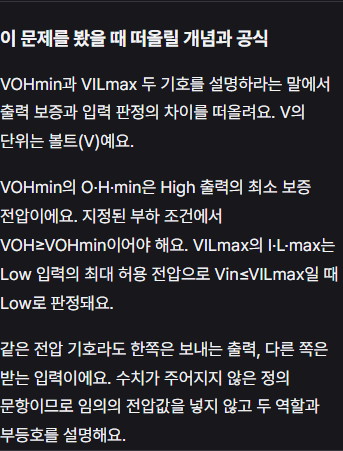 이 문제를 봤을 때 떠올릴 개념과 공식
VOHmin과 VILmax 두 기호를 설명하라는 말에서
출력 보증과 입력 판정의 차이를 떠올려요. V의
단위는 볼트(V)예요.
VOHmin의 O·H·min은 High 출력의 최소 보증
전압이에요. 지정된 부하 조건에서
VOH≥VOHmin이어야 해요. VILmax의 I·L·max는
Low 입력의 최대 허용 전압으로 Vin≤VILmax일 때
Low로 판정돼요.
같은 전압 기호라도 한쪽은 보내는 출력, 다른 쪽은
받는 입력이에요. 수치가 주어지지 않은 정의
문항이므로 임의의 전압값을 넣지 않고 두 역할과
부등호를 설명해요.